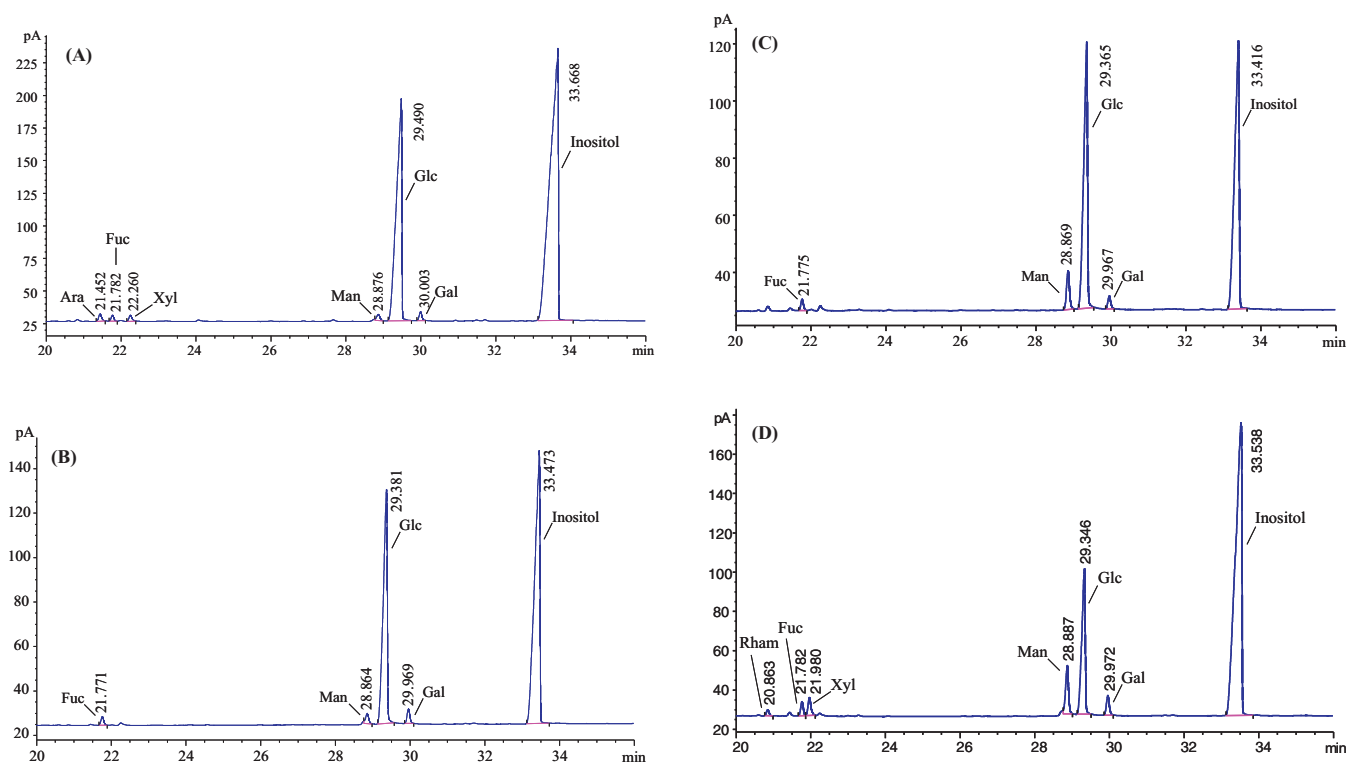 pA
(A)
225
200
175
150
125
100
75
50
25
Ara
21.452
Fuc
21.782
22.260
Xyl
Man
28.876
29.490
Glc
30.003
Gal
33.668
Inositol
20 22 24 26 28 30 32 34 min
pA
(C)
120
100
80
60
40
Fuc
21.775
Man
28.869
29.365
Glc
29.967
Gal
33.416
Inositol
20 22 24 26 28 30 32 34 min
pA
(B)
140
120
100
80
60
40
20
Fuc
21.771
Man
28.864
29.381
Glc
29.969
Gal
33.473
Inositol
20 22 24 26 28 30 32 34 min
pA
(D)
160
140
120
100
80
60
40
20
Rham
20.863
Fuc
21.782
21.980
Xyl
Man
28.887
29.346
Glc
29.972
Gal
33.538
Inositol
20 22 24 26 28 30 32 34 min